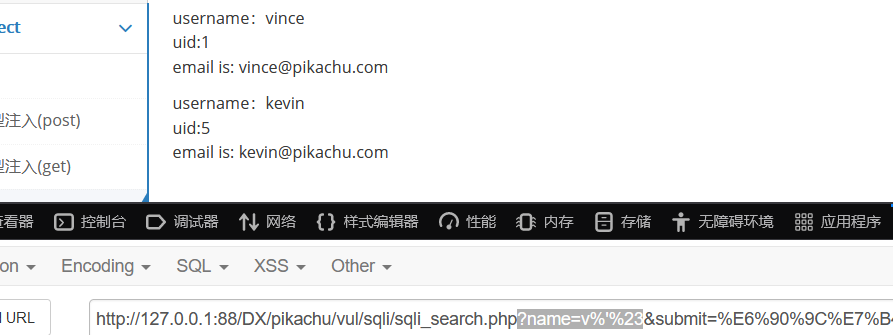 ect
username：vince
uid:1
email is: vince@pikachu.com
username：kevin
uid:5
email is: kevin@pikachu.com
型注入(post)
型注入(get)
查看器 控制台 调试器 网络 样式编辑器 性能 内存 存储 无障碍环境 应用程序
on Encoding SQL XSS Other
URL http://127.0.0.1:88/DX/pikachu/vul/sqli/sqli_search.php?name=v%'%23&submit=%E6%90%9C%E7%B